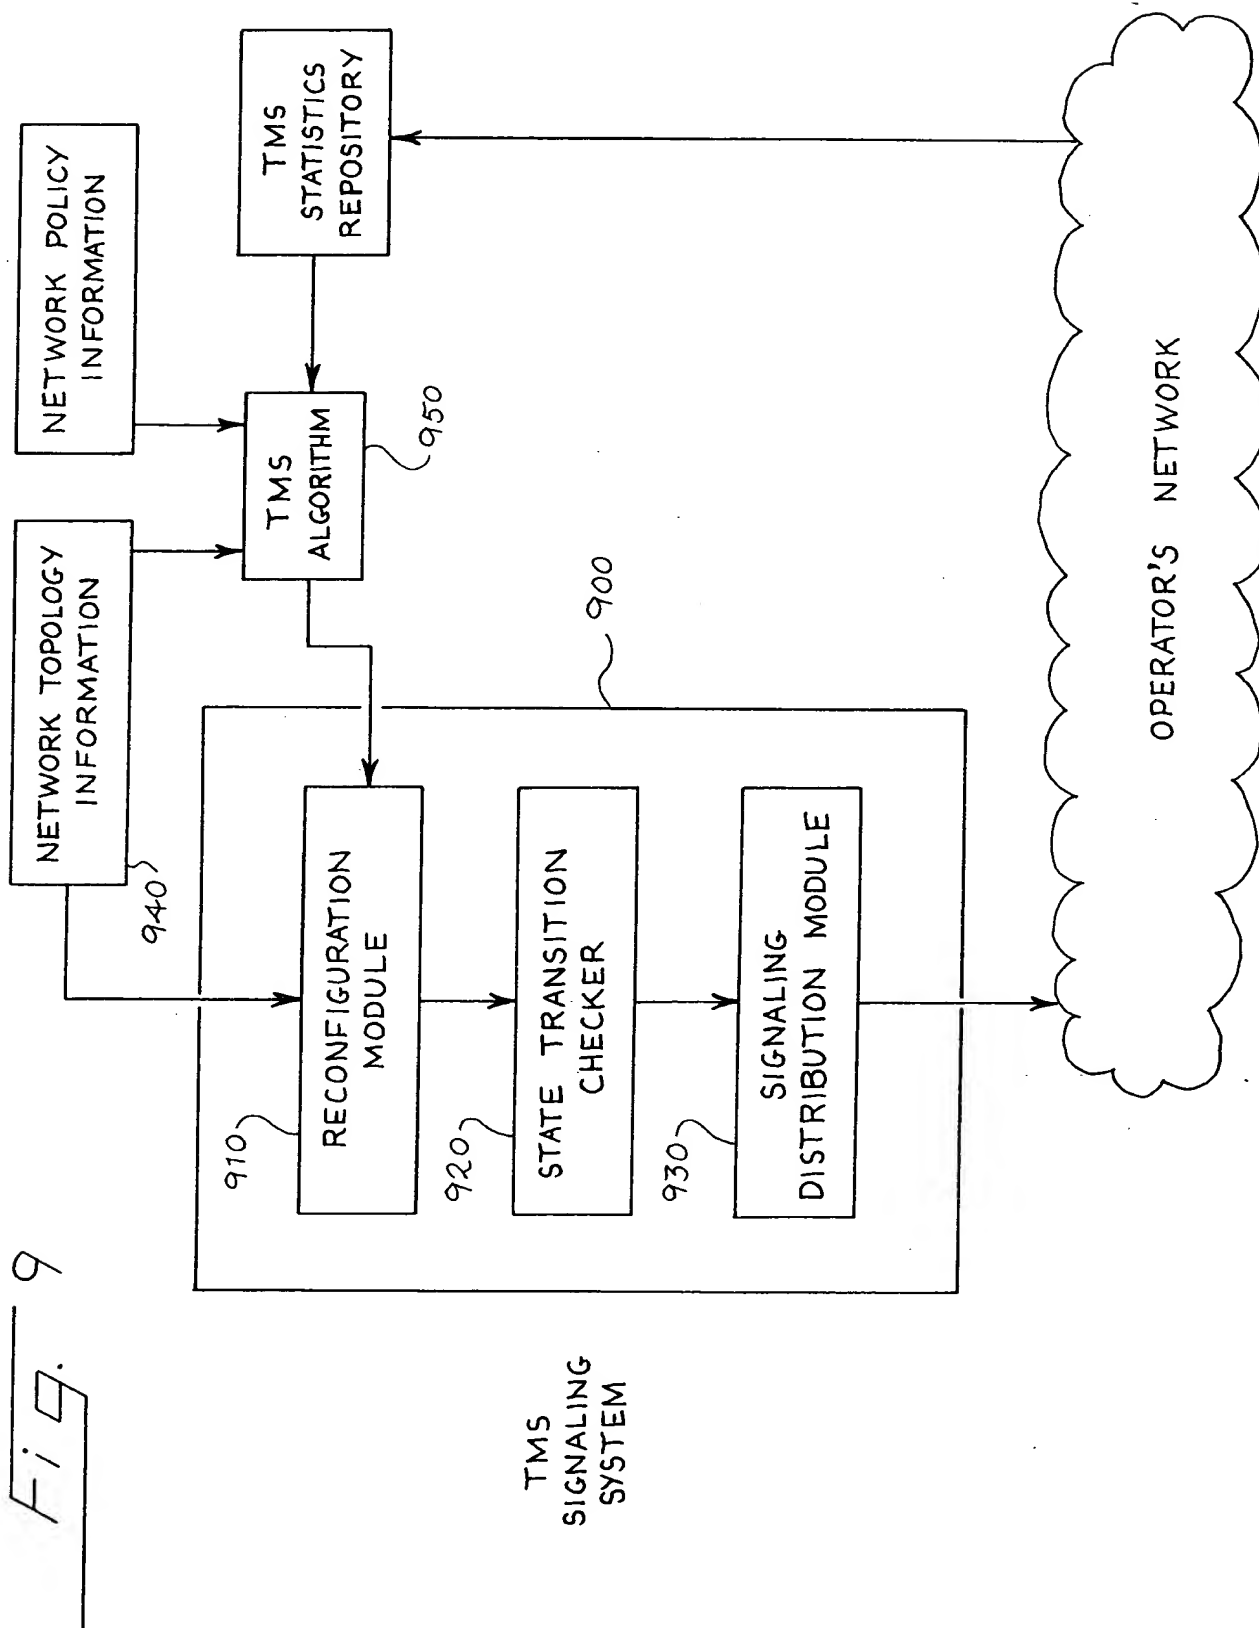 Fig. 9
TMS
SIGNALING
SYSTEM
NETWORK TOPOLOGY
INFORMATION
940
NETWORK POLICY
INFORMATION
TMS
ALGORITHM
950
TMS
STATISTICS
REPOSITORY
900
910
RECONFIGURATION
MODULE
920
STATE TRANSITION
CHECKER
930
SIGNALING
DISTRIBUTION MODULE
OPERATOR'S NETWORK